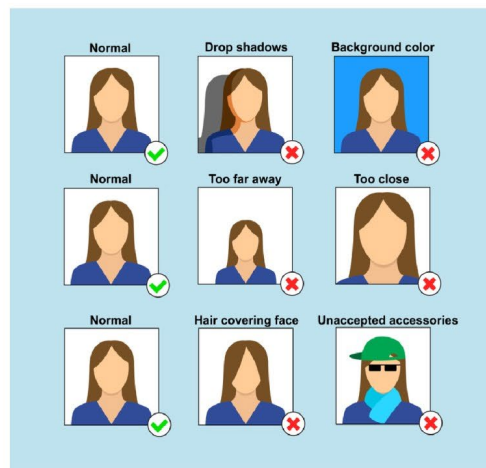 Normal
Drop shadows
Background color
Normal
Too far away
Too close
Normal
Hair covering face
Unaccepted accessories